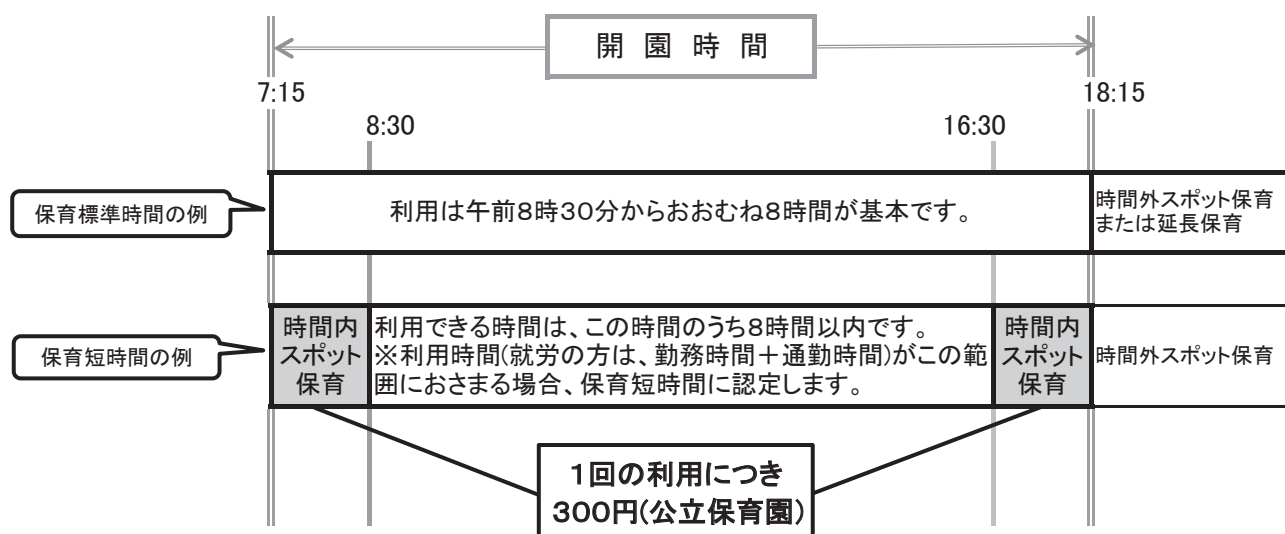 開園時間
7:15
18:15
8:30
16:30
保育標準時間の例
利用は午前8時30分からおおむね8時間が基本です。
時間外スポット保育
または延長保育
保育短時間の例
時間内
スポット
保育
利用できる時間は、この時間のうち8時間以内です。
※利用時間(就労の方は、勤務時間＋通勤時間)がこの範
囲におさまる場合、保育短時間に認定します。
時間内
スポット
保育
時間外スポット保育
1回の利用につき
300円(公立保育園)